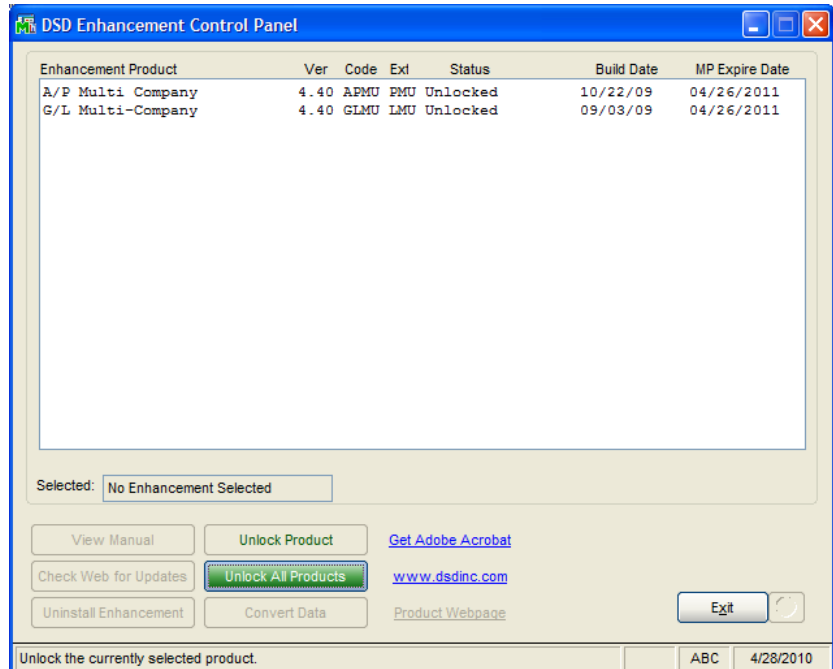 DSD Enhancement Control Panel
Enhancement Product Ver Code Ext Status Build Date MP Expire Date
A/P Multi Company 4.40 APMU PMU Unlocked 10/22/09 04/26/2011
G/L Multi-Company 4.40 GLMU LMU Unlocked 09/03/09 04/26/2011
Selected: No Enhancement Selected
View Manual Unlock Product Get Adobe Acrobat
Check Web for Updates Unlock All Products www.dsdinc.com
Uninstall Enhancement Convert Data Product Webpage Exit
Unlock the currently selected product. ABC 4/28/2010